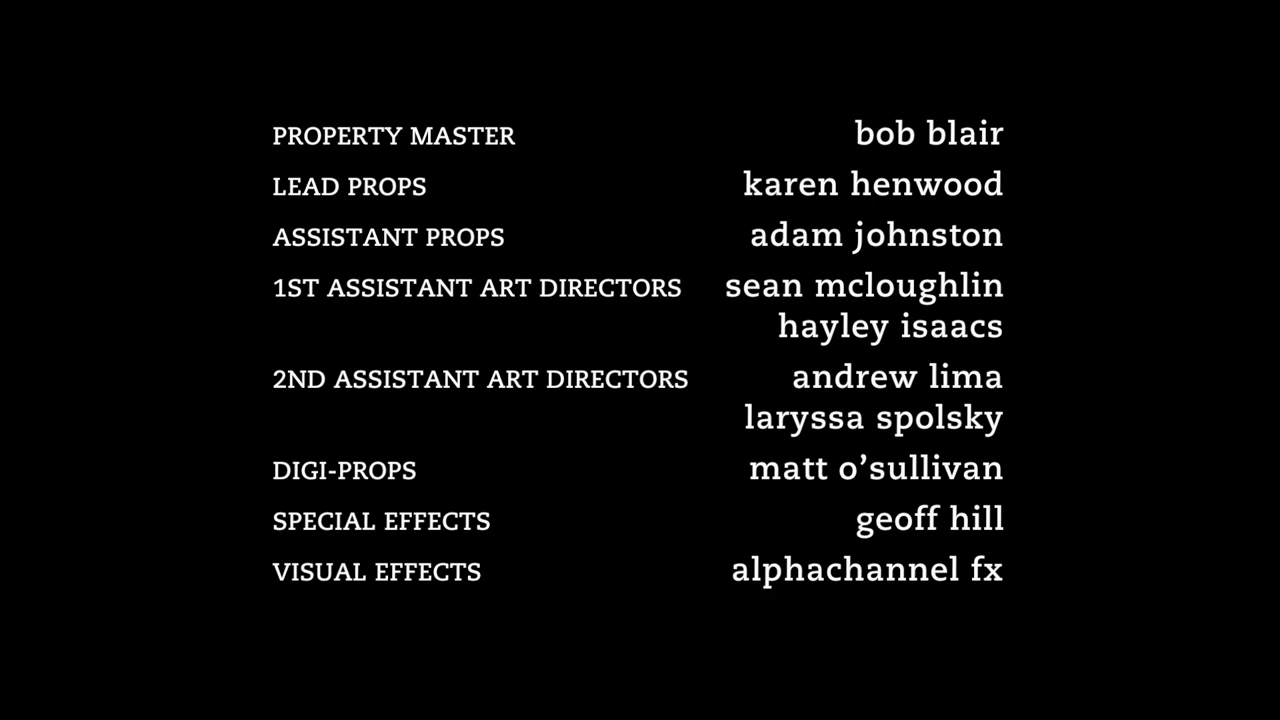 PROPERTY MASTER bob blair
LEAD PROPS karen henwood
ASSISTANT PROPS adam johnston
1ST ASSISTANT ART DIRECTORS sean mcloughlin
hayley isaacs
2ND ASSISTANT ART DIRECTORS andrew lima
laryssa spolsky
DIGI-PROPS matt o’sullivan
SPECIAL EFFECTS geoff hill
VISUAL EFFECTS alphachannel fx